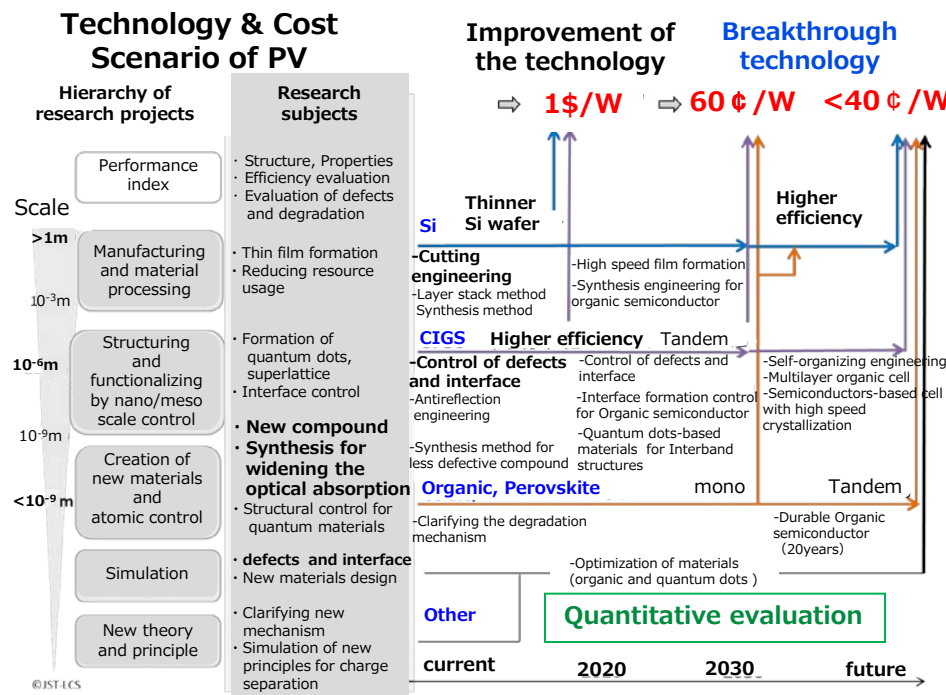 Technology & Cost
Scenario of PV
Improvement of
the technology
Breakthrough
technology
⇒ 1$/W
⇒ 60￠/W
<40￠/W
Hierarchy of
research projects
Research
subjects
Scale
>1m
10-3m
10-6m
10-9m
<10-9 m
Performance
index
Manufacturing
and material
processing
Structuring
and
functionalizing
by nano/meso
scale control
Creation of
new materials
and
atomic control
Simulation
New theory
and principle
・Structure, Properties
・Efficiency evaluation
・Evaluation of defects
and degradation
・Thin film formation
・Reducing resource
usage
・Formation of
quantum dots,
superlattice
・Interface control
・New compound
・Synthesis for
widening the
optical absorption
・Structural control for
quantum materials
・defects and interface
・New materials design
・Clarifying new
mechanism
・Simulation of new
principles for charge
separation
Thinner
Si wafer
Higher
efficiency
Si
-Cutting
engineering
-Layer stack method
Synthesis method
-High speed film formation
-Synthesis engineering for
organic semiconductor
CIGS
Higher efficiency
Tandem
-Control of defects
and interface
-Antireflection
engineering
-Synthesis method for
less defective compound
-Control of defects and
interface
-Interface formation control
for Organic semiconductor
-Quantum dots-based
materials for Interband
structures
-Self-organizing engineering
-Multilayer organic cell
-Semiconductors-based cell
with high speed
crystallization
Organic, Perovskite
mono
Tandem
-Clarifying the degradation
mechanism
-Durable Organic
semiconductor
(20years)
-Optimization of materials
(organic and quantum dots )
Other
Quantitative evaluation
current
2020
2030
future
©JST-LCS